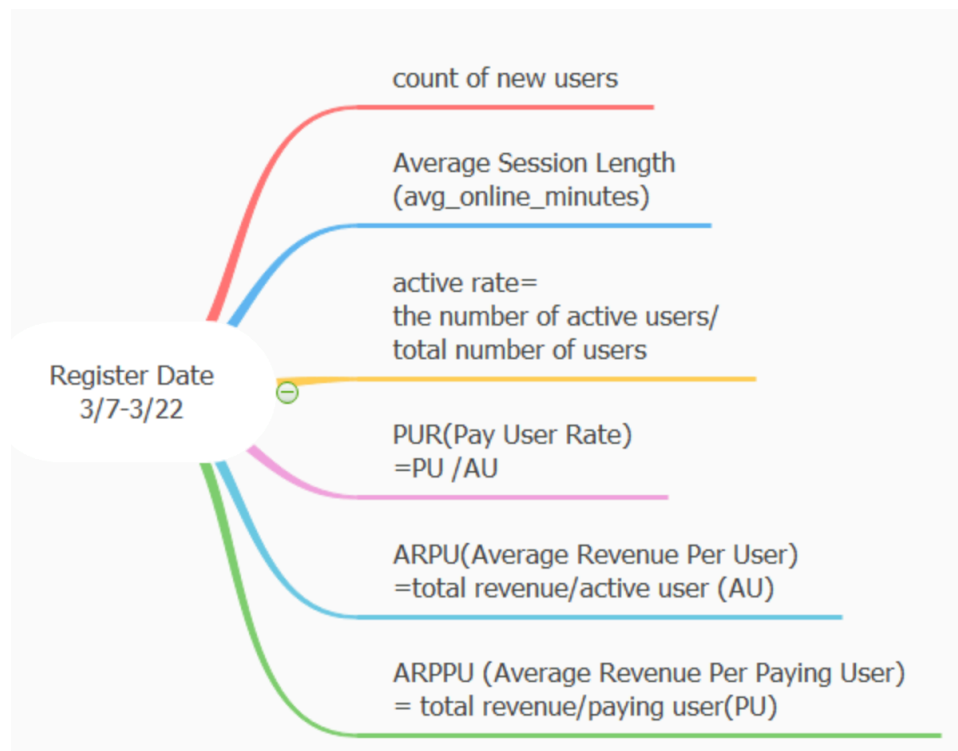 count of new users
Average Session Length
(avg_online_minutes)
active rate=
the number of active users/
total number of users
Register Date
3/7-3/22
PUR(Pay User Rate)
=PU /AU
ARPU(Average Revenue Per User)
=total revenue/active user (AU)
ARPPU (Average Revenue Per Paying User)
= total revenue/paying user(PU)